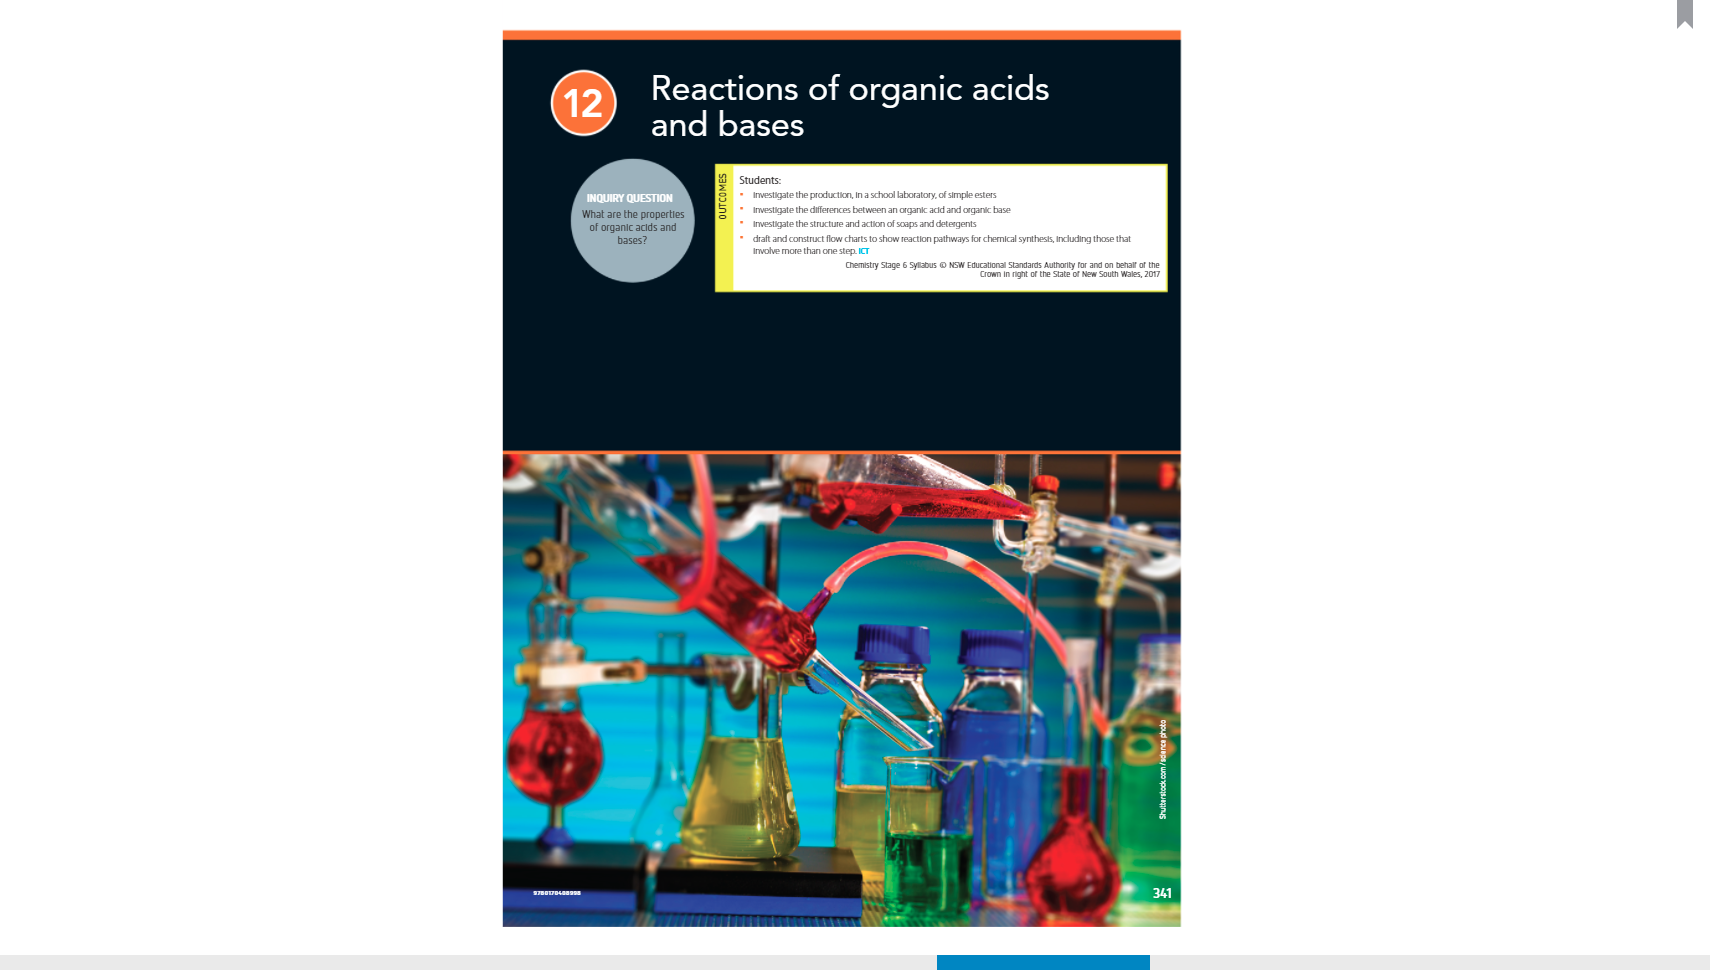 12
Reactions of organic acids
and bases
INQUIRY QUESTION
What are the properties
of organic acids and
bases?
OUTCOMES
Students:
• investigate the production, in a school laboratory, of simple esters
• investigate the differences between an organic acid and organic base
• investigate the structure and action of soaps and detergents
• draft and construct flow charts to show reaction pathways for chemical synthesis, including those that
involve more than one step. ICT
Chemistry Stage 6 Syllabus © NSW Educational Standards Authority for and on behalf of the
Crown in right of the State of New South Wales, 2017
Shutterstock.com/science photo
9780170408998
341